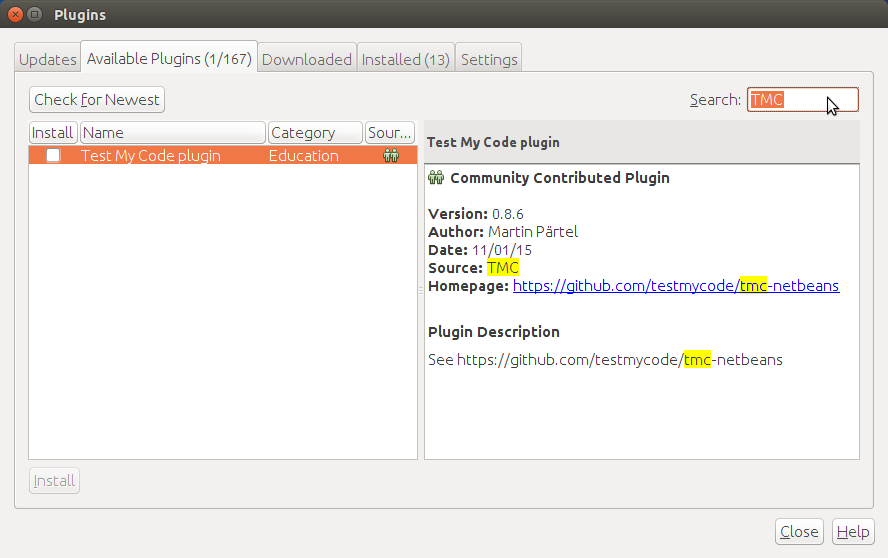 Plugins
Updates
Available Plugins (1/167)
Downloaded
Installed (13)
Settings
Check for Newest
Search: TMC
Install Name Category Sour...
Test My Code plugin Education
Test My Code plugin
Community Contributed Plugin
Version: 0.8.6
Author: Martin Pärtel
Date: 11/01/15
Source: TMC
Homepage: https://github.com/testmycode/tmc-netbeans
Plugin Description
See https://github.com/testmycode/tmc-netbeans
Install
Close Help